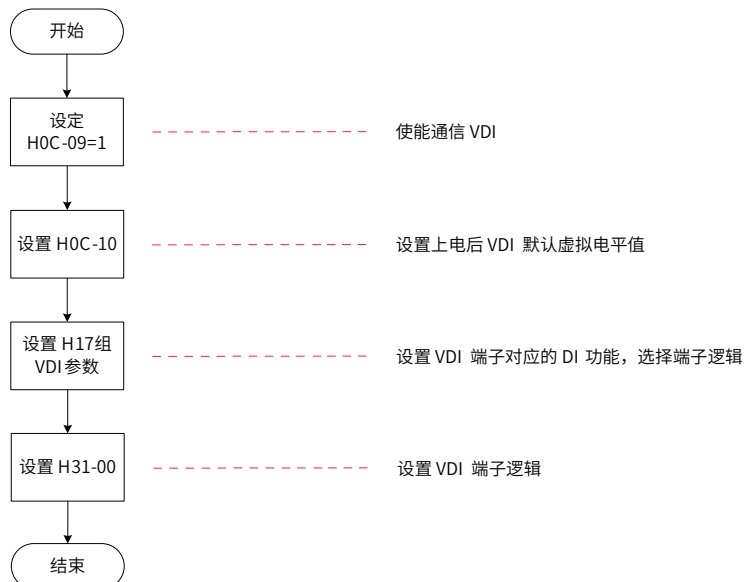 开始
设定
H0C-09=1
使能通信 VDI
设置 H0C-10
设置上电后 VDI 默认虚拟电平值
设置 H17组
VDI参数
设置 VDI 端子对应的 DI 功能，选择端子逻辑
设置 H31-00
设置 VDI 端子逻辑
结束